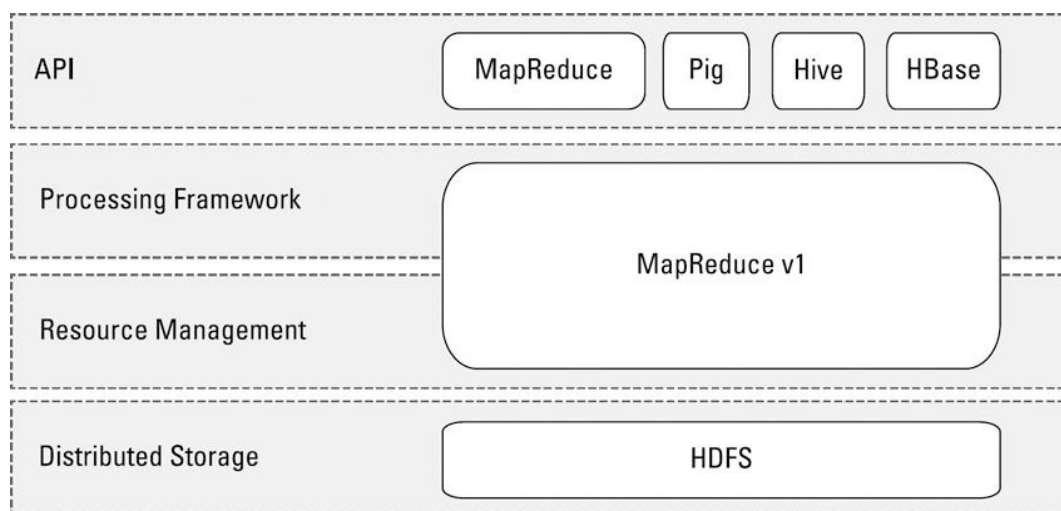 API
MapReduce
Pig
Hive
HBase
Processing Framework
MapReduce v1
Resource Management
Distributed Storage
HDFS